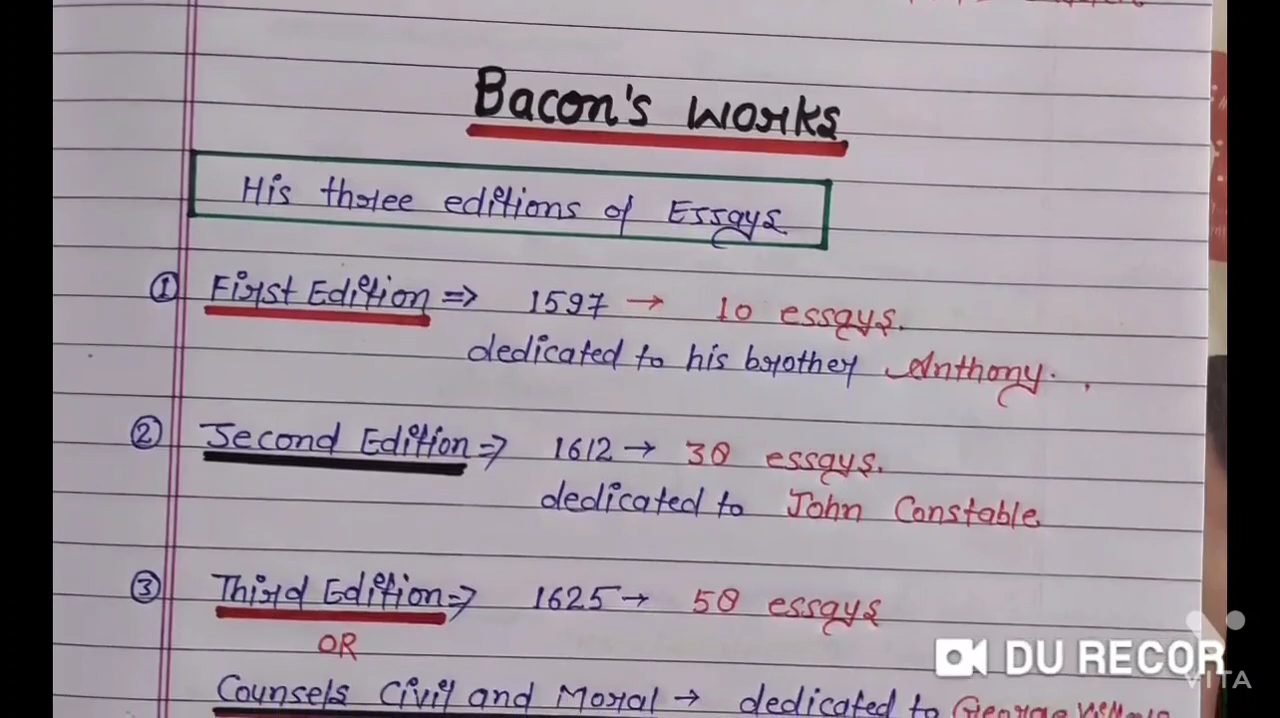 Bacon's Works
His three editions of Essays
① First Edition ⇒ 1597 → 10 essays.
dedicated to his brother Anthony.
② Second Edition ⇒ 1612 → 38 essays.
dedicated to John Constable
③ Third Edition ⇒ 1625 → 58 essays
OR
Counsels Civil and Moral → dedicated to George
DU RECOR
VITA